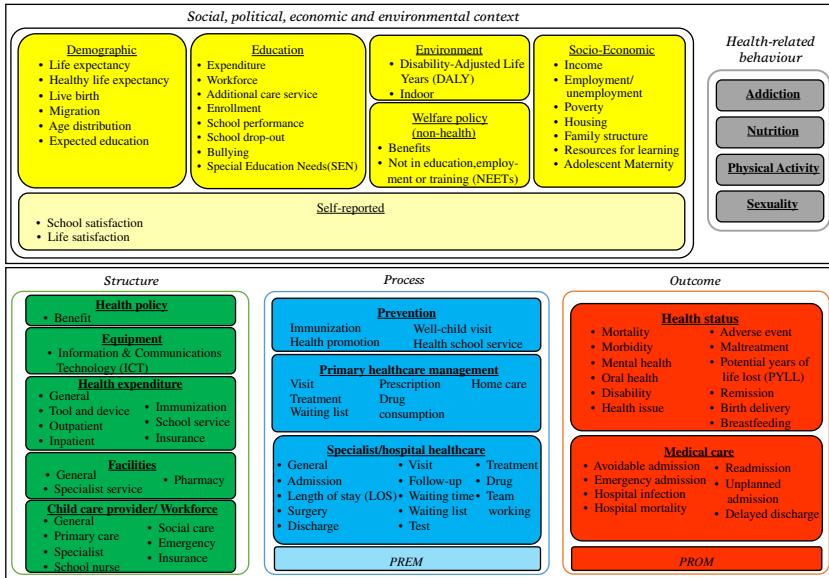 Social, political, economic and environmental context
Demographic
• Life expectancy
• Healthy life expectancy
• Live birth
• Migration
• Age distribution
• Expected education
Education
• Expenditure
• Workforce
• Additional care service
• Enrollment
• School performance
• School drop-out
• Bullying
• Special Education Needs(SEN)
Environment
• Disability-Adjusted Life
Years (DALY)
• Indoor
Welfare policy
(non-health)
• Benefits
• Not in education,employ-
ment or training (NEETs)
Socio-Economic
• Income
• Employment/
unemployment
• Poverty
• Housing
• Family structure
• Resources for learning
• Adolescent Maternity
Self-reported
• School satisfaction
• Life satisfaction
Health-related
behaviour
Addiction
Nutrition
Physical Activity
Sexuality
Structure
Health policy
• Benefit
Equipment
• Information & Communications
Technology (ICT)
Health expenditure
• General
• Tool and device
• Outpatient
• Inpatient
• Immunization
• School service
• Insurance
Facilities
• General
• Specialist service
• Pharmacy
Child care provider/ Workforce
• General
• Primary care
• Specialist
• School nurse
• Social care
• Emergency
• Insurance
Process
Prevention
Immunization
Health promotion
Well-child visit
Health school service
Primary healthcare management
Visit
Treatment
Waiting list
Prescription
Drug
consumption
Home care
Specialist/hospital healthcare
• General
• Admission
• Length of stay (LOS)
• Surgery
• Discharge
• Visit
• Follow-up
• Waiting time
• Waiting list
• Test
• Treatment
• Drug
• Team
working
PREM
Outcome
Health status
• Mortality
• Morbidity
• Mental health
• Oral health
• Disability
• Health issue
• Adverse event
• Maltreatment
• Potential years of
life lost (PYLL)
• Remission
• Birth delivery
• Breastfeeding
Medical care
• Avoidable admission
• Emergency admission
• Hospital infection
• Hospital mortality
• Readmission
• Unplanned
admission
• Delayed discharge
PROM